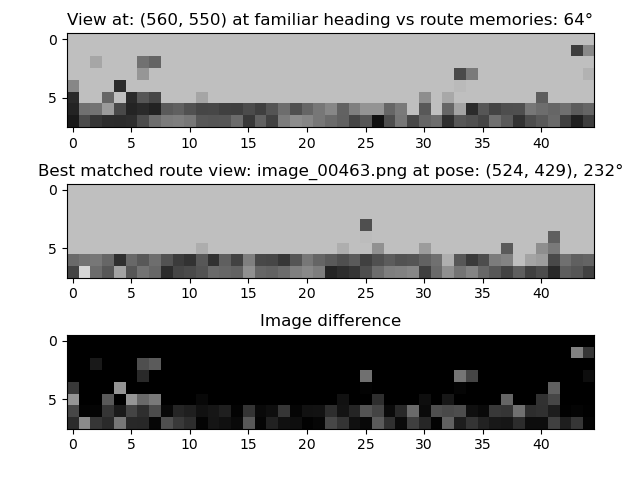 View at: (560, 550) at familiar heading vs route memories: 64°
0
5
0 5 10 15 20 25 30 35 40
Best matched route view: image_00463.png at pose: (524, 429), 232°
0
5
0 5 10 15 20 25 30 35 40
Image difference
0
5
0 5 10 15 20 25 30 35 40